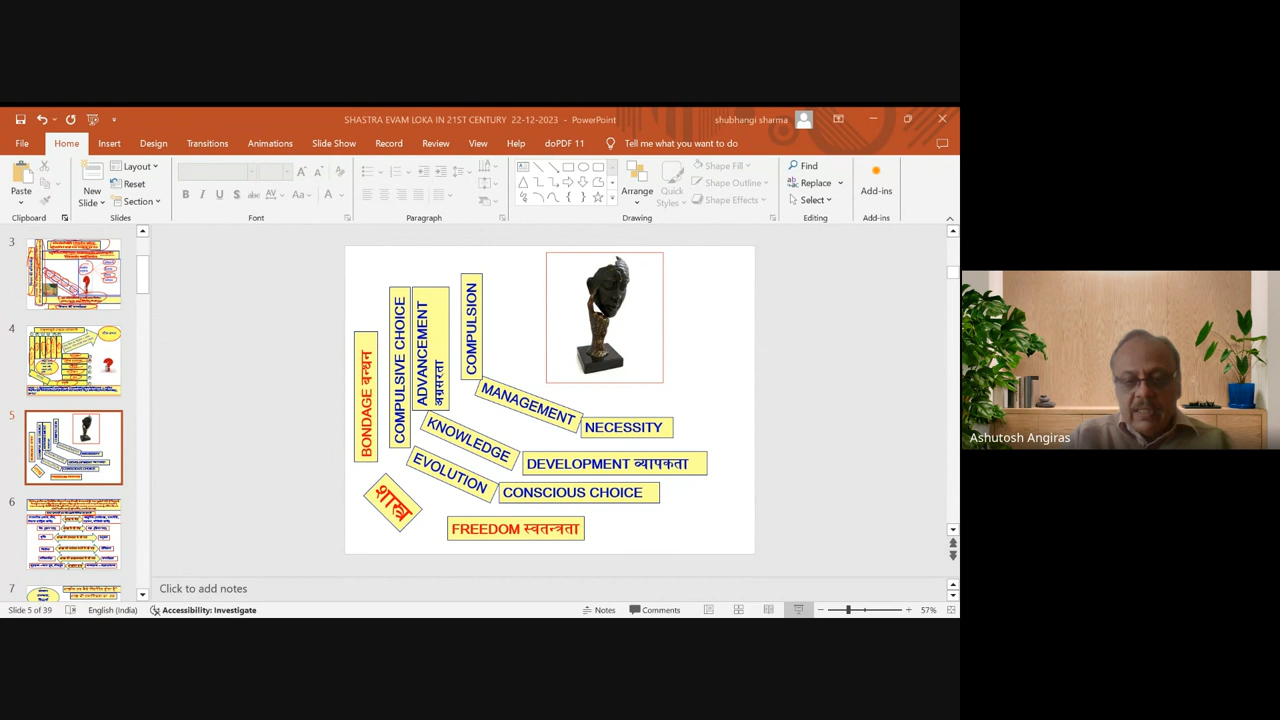 SHASTRA EVAM LOKA IN 21ST CENTURY 22-12-2023 - PowerPoint
shubhangi sharma
File Home Insert Design Transitions Animations Slide Show Record Review View Help doPDF 11 Tell me what you want to do
Paste
Clipboard
New Slide
Layout
Reset
Section
Slides
Font
Paragraph
Arrange
Quick Styles
Shape Fill
Shape Outline
Shape Effects
Drawing
Find
Replace
Select
Editing
Add-ins
Add-ins
3
4
5
6
7
BONDAGE बन्धन
COMPULSIVE CHOICE
ADVANCEMENT
अग्रसरता
COMPULSION
MANAGEMENT
NECESSITY
KNOWLEDGE
DEVELOPMENT व्यापकता
EVOLUTION
CONSCIOUS CHOICE
शास्त्र
FREEDOM स्वतन्त्रता
Click to add notes
Slide 5 of 39 English (India) Accessibility: Investigate Notes Comments 57%
Ashutosh Angiras